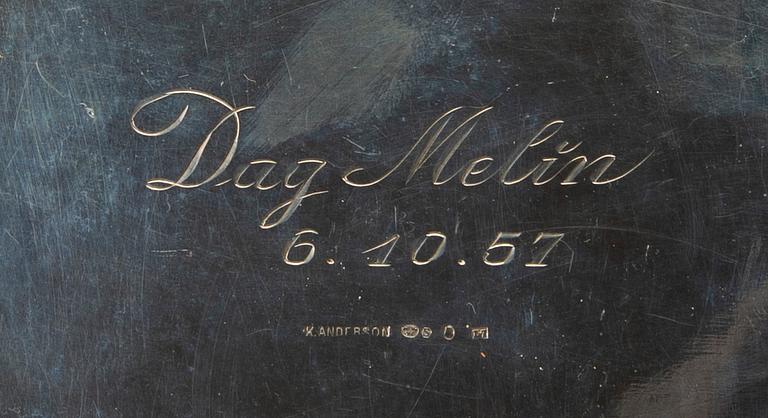 Dag Melin
6. 10. 57
K.ANDERSON S O